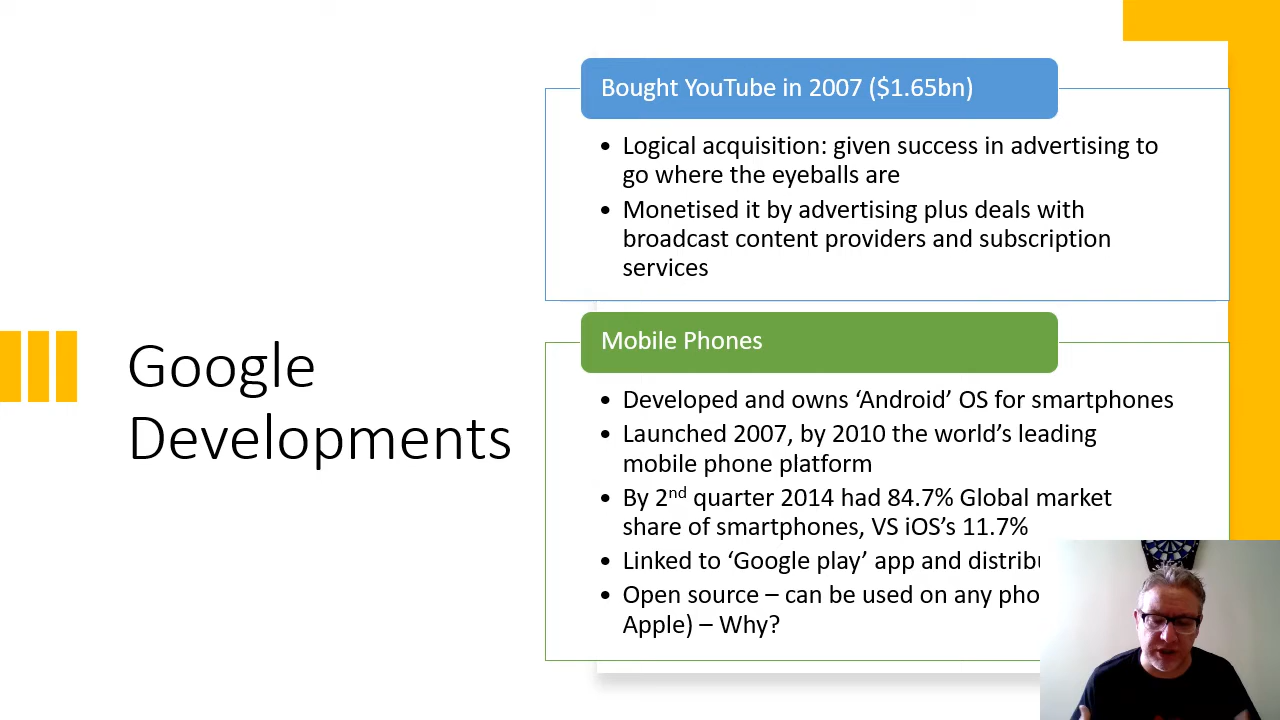 Google
Developments
Bought YouTube in 2007 ($1.65bn)
• Logical acquisition: given success in advertising to
go where the eyeballs are
• Monetised it by advertising plus deals with
broadcast content providers and subscription
services
Mobile Phones
• Developed and owns ‘Android’ OS for smartphones
• Launched 2007, by 2010 the world’s leading
mobile phone platform
• By 2nd quarter 2014 had 84.7% Global market
share of smartphones, VS iOS’s 11.7%
• Linked to ‘Google play’ app and
• Open source – can be used on any
Apple) – Why?